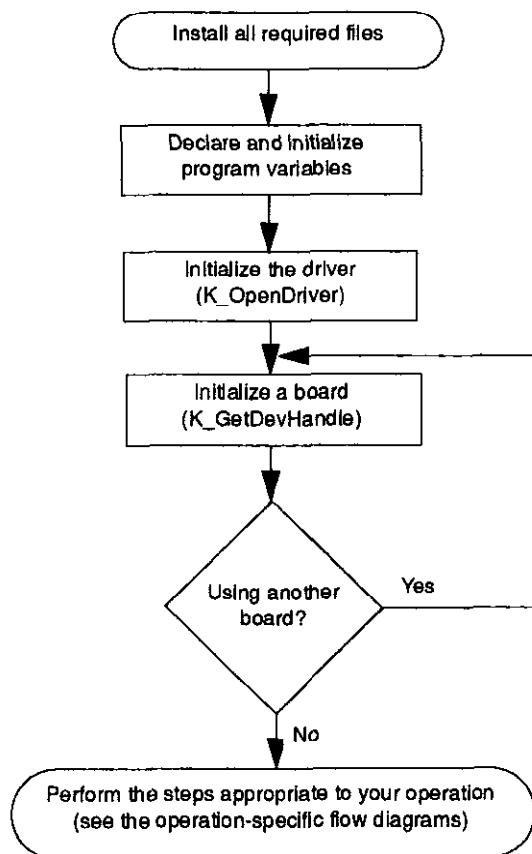 Install all required files
Declare and initialize
program variables
Initialize the driver
(K_OpenDriver)
Initialize a board
(K_GetDevHandle)
Using another
board?
Yes
No
Perform the steps appropriate to your operation
(see the operation-specific flow diagrams)